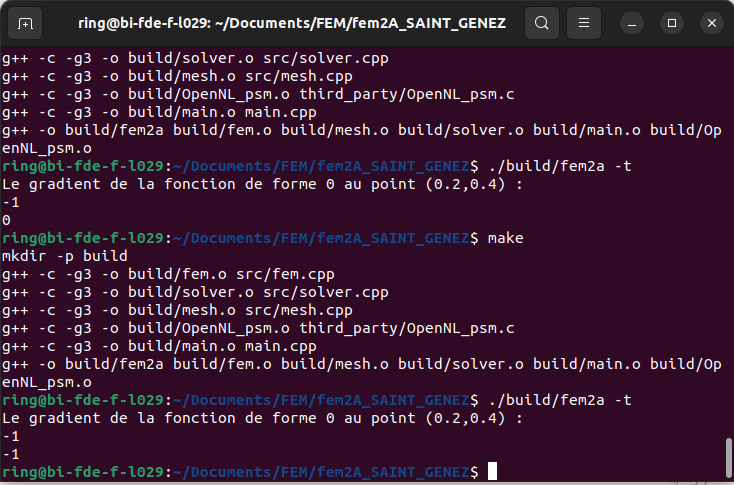 ring@bi-fde-f-l029: ~/Documents/FEM/fem2A_SAINT_GENEZ
g++ -c -g3 -o build/solver.o src/solver.cpp
g++ -c -g3 -o build/mesh.o src/mesh.cpp
g++ -c -g3 -o build/OpenNL_psm.o third_party/OpenNL_psm.c
g++ -c -g3 -o build/main.o main.cpp
g++ -o build/fem2a build/fem.o build/mesh.o build/solver.o build/main.o build/Op
enNL_psm.o
ring@bi-fde-f-l029:~/Documents/FEM/fem2A_SAINT_GENEZ$ ./build/fem2a -t
Le gradient de la fonction de forme 0 au point (0.2,0.4) :
-1
0
ring@bi-fde-f-l029:~/Documents/FEM/fem2A_SAINT_GENEZ$ make
mkdir -p build
g++ -c -g3 -o build/fem.o src/fem.cpp
g++ -c -g3 -o build/solver.o src/solver.cpp
g++ -c -g3 -o build/mesh.o src/mesh.cpp
g++ -c -g3 -o build/OpenNL_psm.o third_party/OpenNL_psm.c
g++ -c -g3 -o build/main.o main.cpp
g++ -o build/fem2a build/fem.o build/mesh.o build/solver.o build/main.o build/Op
enNL_psm.o
ring@bi-fde-f-l029:~/Documents/FEM/fem2A_SAINT_GENEZ$ ./build/fem2a -t
Le gradient de la fonction de forme 0 au point (0.2,0.4) :
-1
-1
ring@bi-fde-f-l029:~/Documents/FEM/fem2A_SAINT_GENEZ$